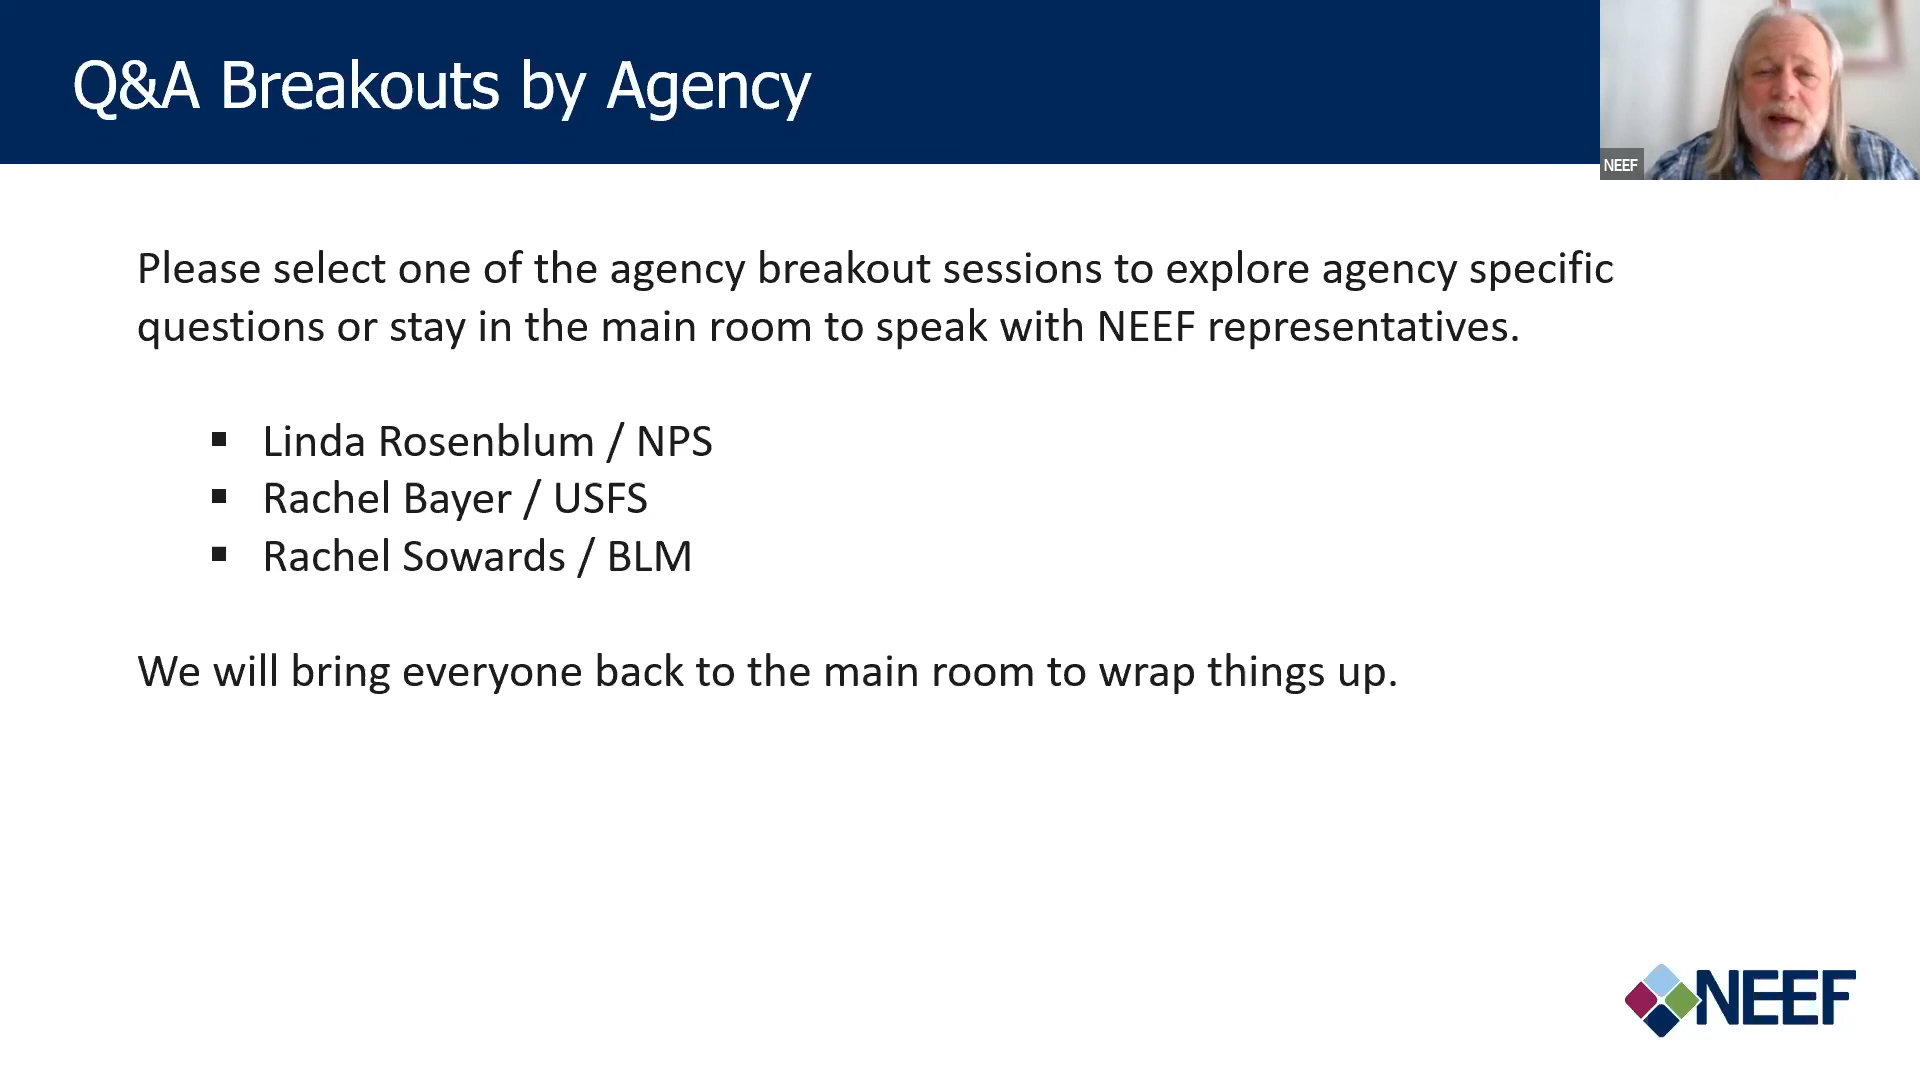 Q&A Breakouts by Agency
NEEF
Please select one of the agency breakout sessions to explore agency specific
questions or stay in the main room to speak with NEEF representatives.
▪ Linda Rosenblum / NPS
▪ Rachel Bayer / USFS
▪ Rachel Sowards / BLM
We will bring everyone back to the main room to wrap things up.
NEEF